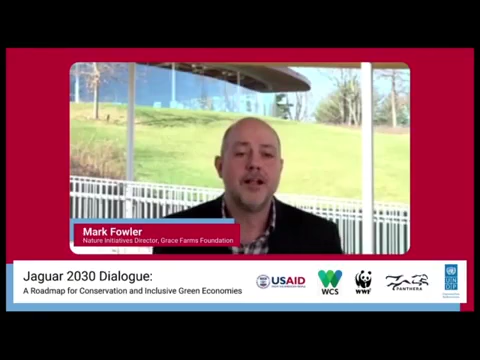 Mark Fowler
Nature Initiatives Director, Grace Farms Foundation
Jaguar 2030 Dialogue:
A Roadmap for Conservation and Inclusive Green Economies
USAID
WCS
WWF
PANTHERA
U N
D P